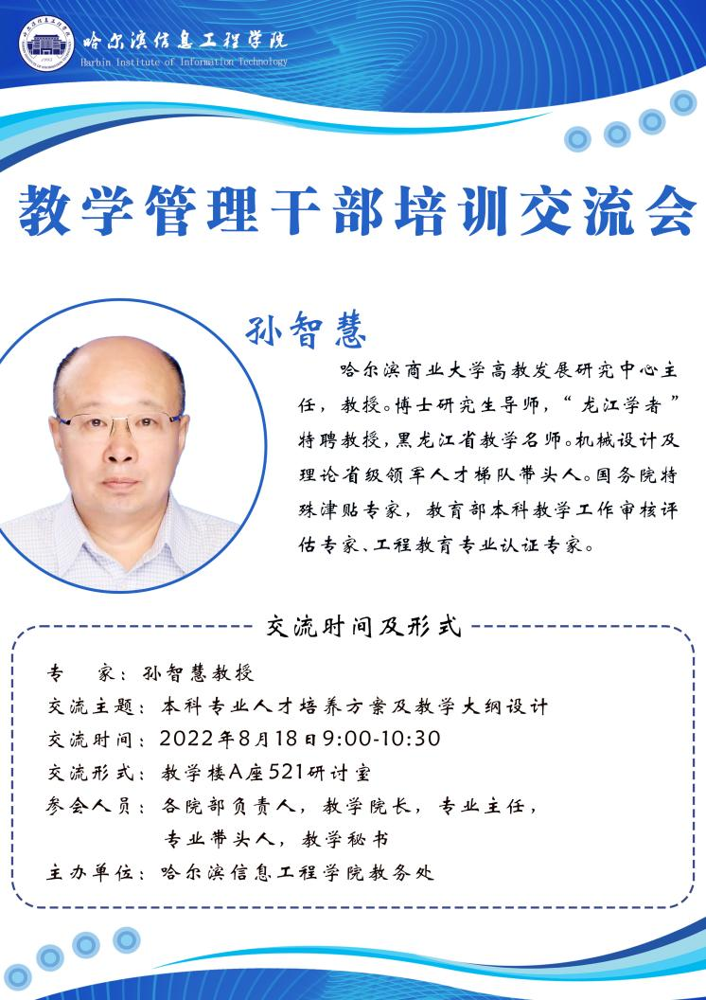 哈尔滨信息工程学院
Harbin Institute of Information Technology
教学管理干部培训交流会
孙智慧
哈尔滨商业大学高教发展研究中心主
任，教授。博士研究生导师，“龙江学者”
特聘教授，黑龙江省教学名师。机械设计及
理论省级领军人才梯队带头人。国务院特
殊津贴专家，教育部本科教学工作审核评
估专家、工程教育专业认证专家。
交流时间及形式
专 家：孙智慧教授
交流主题：本科专业人才培养方案及教学大纲设计
交流时间：2022年8月18日9:00-10:30
交流形式：教学楼A座521研讨室
参会人员：各院部负责人，教学院长，专业主任，
专业带头人，教学秘书
主办单位：哈尔滨信息工程学院教务处